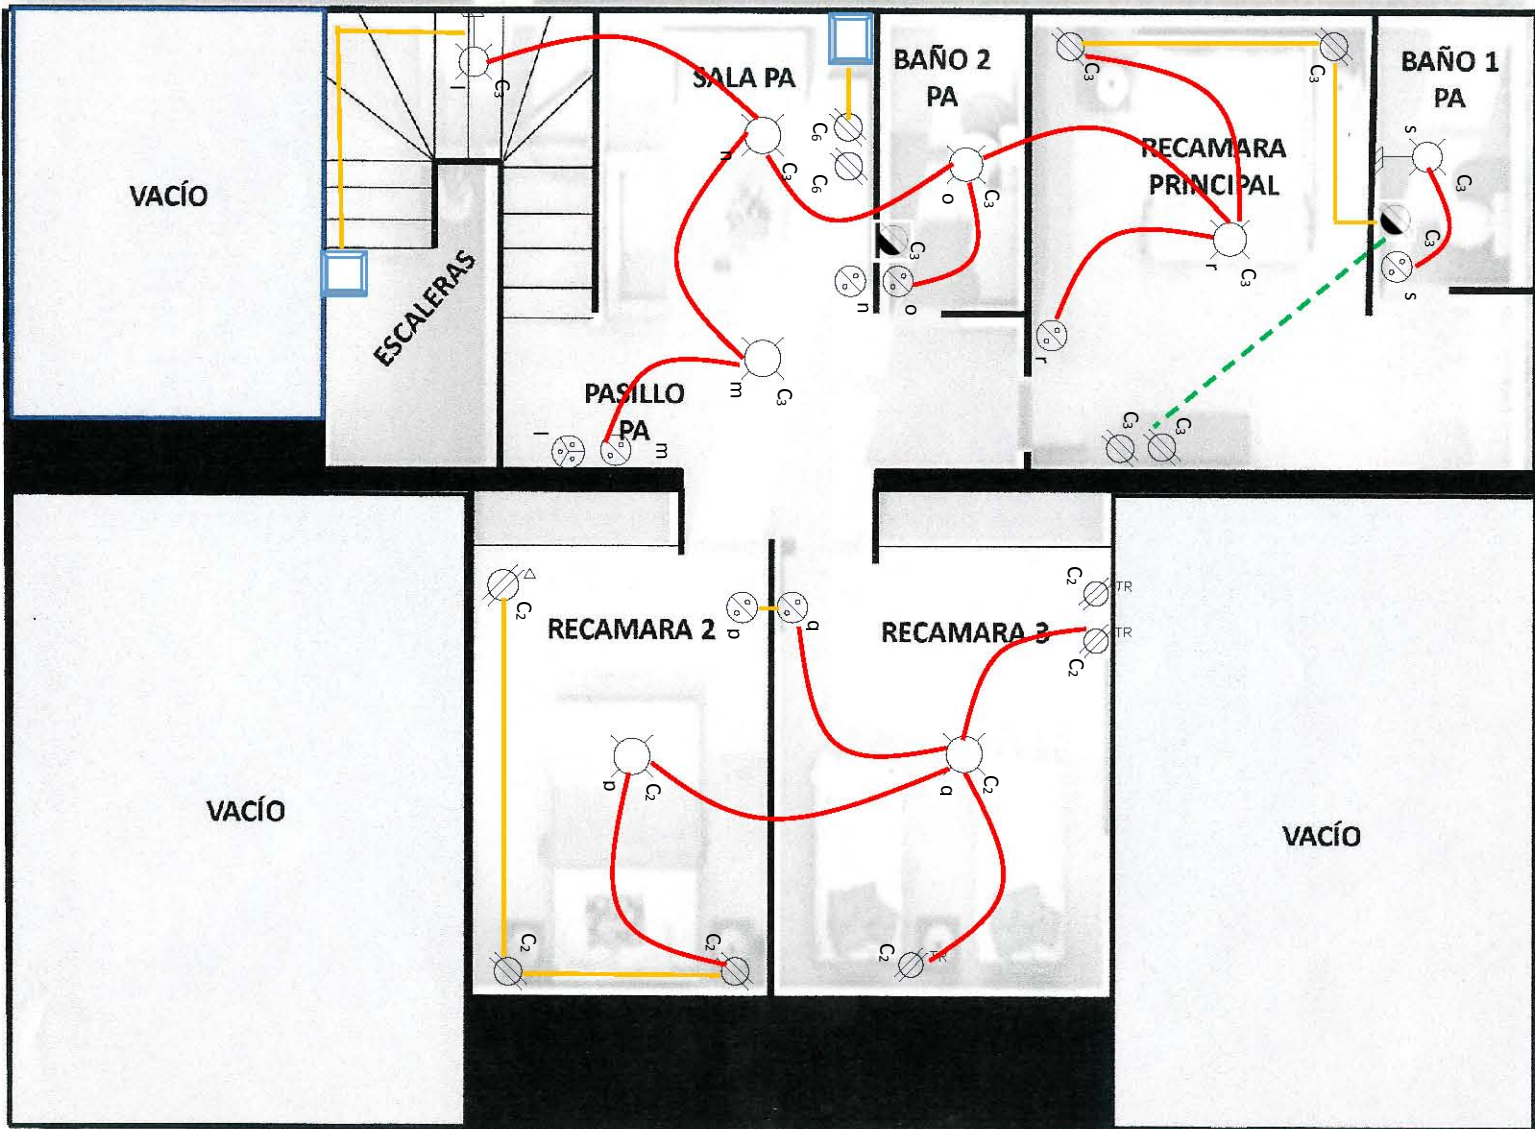 l
C₃
SALA PA
BAÑO 2
PA
BAÑO 1
PA
C₃
C₃
VACÍO
n
C₃
C₆
C₆
o
C₃
RECAMARA
PRINCIPAL
s
C₃
C₃
C₃
s
r
C₃
n
o
r
ESCALERAS
PASILLO
PA
m
C₃
l
m
C₃
C₃
C₂
RECAMARA 2
p
q
RECAMARA 3
C₂
TR
TR
C₂
VACÍO
p
C₂
q
C₂
VACÍO
C₂
C₂
C₂
TR